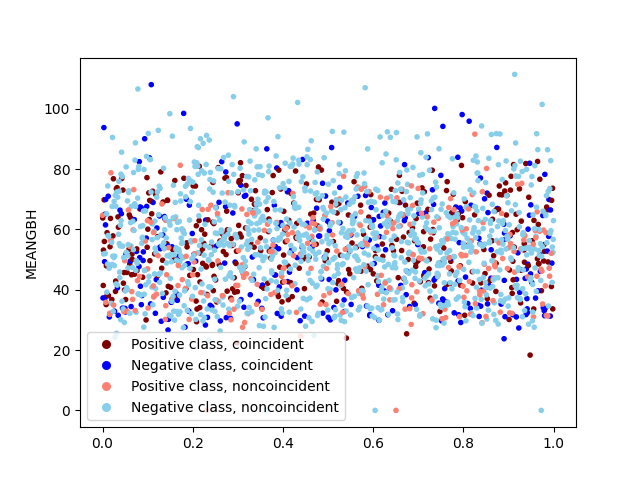 100
80
60
40
20
0
MEANGBH
Positive class, coincident
Negative class, coincident
Positive class, noncoincident
Negative class, noncoincident
0.0 0.2 0.4 0.6 0.8 1.0